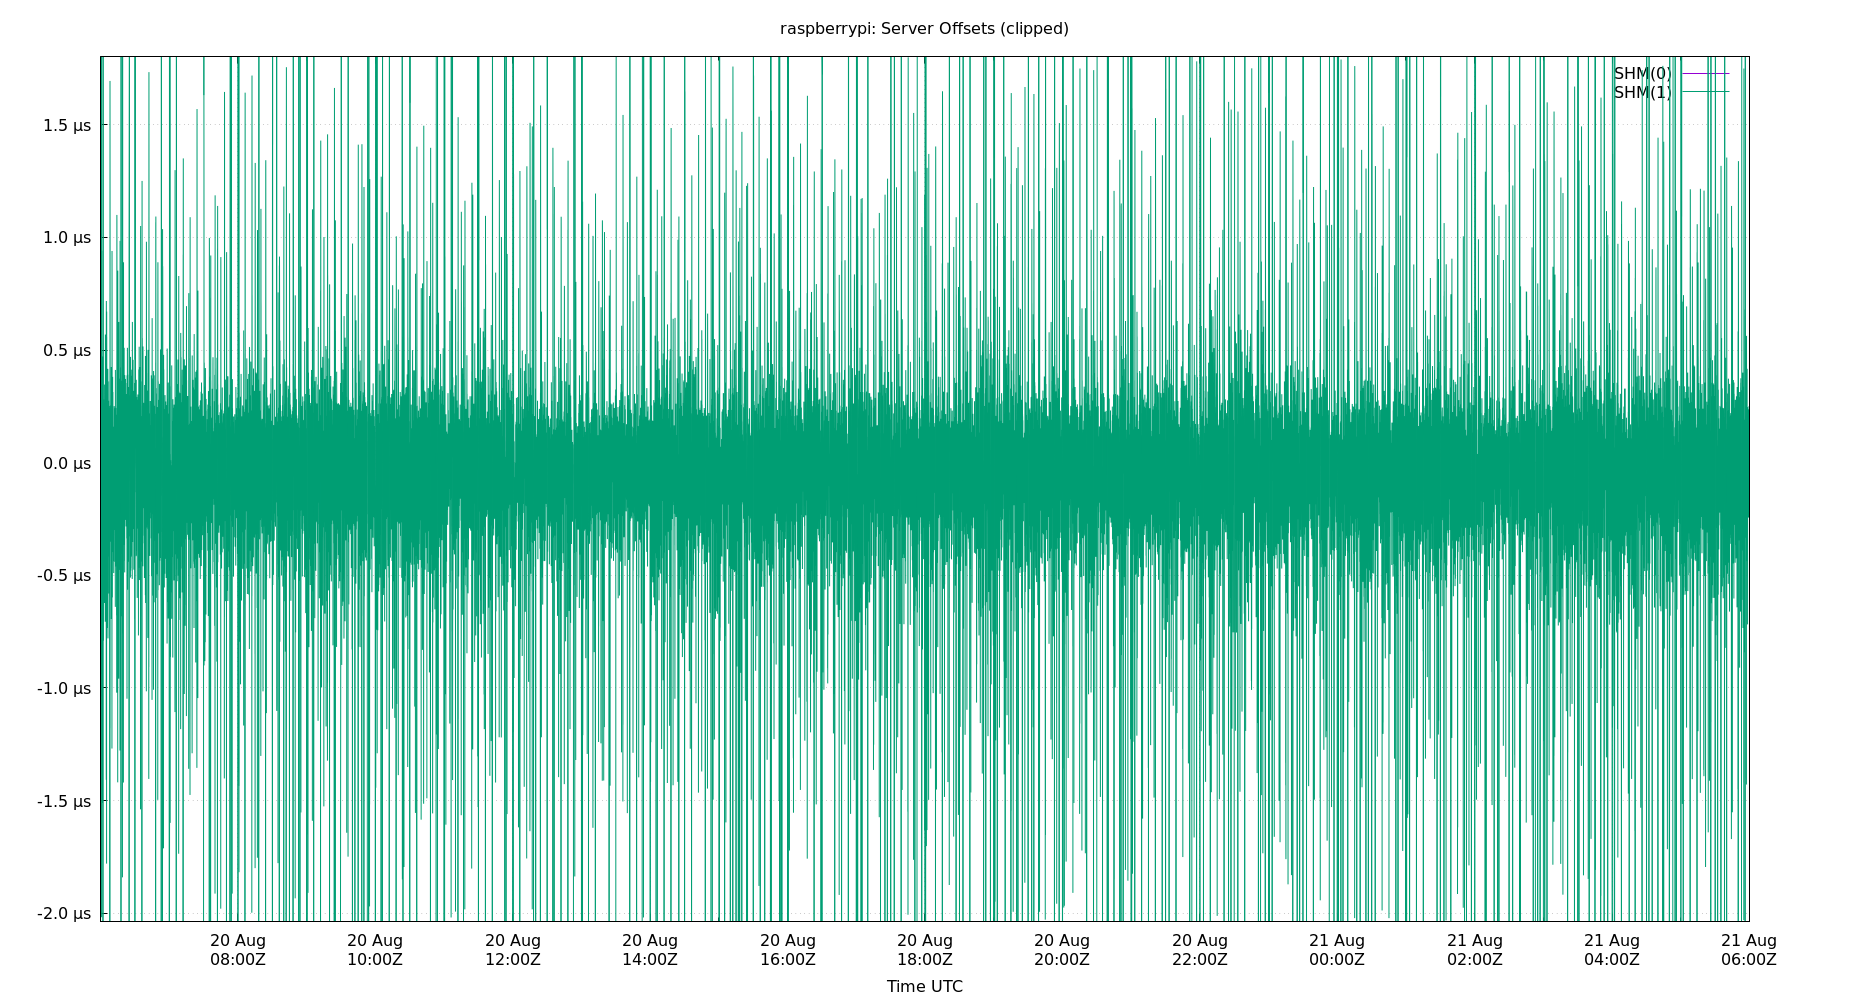 raspberrypi: Server Offsets (clipped)
SHM(0)
SHM(1)
1.5 µs
1.0 µs
0.5 µs
0.0 µs
-0.5 µs
-1.0 µs
-1.5 µs
-2.0 µs
20 Aug 20 Aug 20 Aug 20 Aug 20 Aug 20 Aug 20 Aug 20 Aug 21 Aug 21 Aug 21 Aug 21 Aug
08:00Z 10:00Z 12:00Z 14:00Z 16:00Z 18:00Z 20:00Z 22:00Z 00:00Z 02:00Z 04:00Z 06:00Z
Time UTC